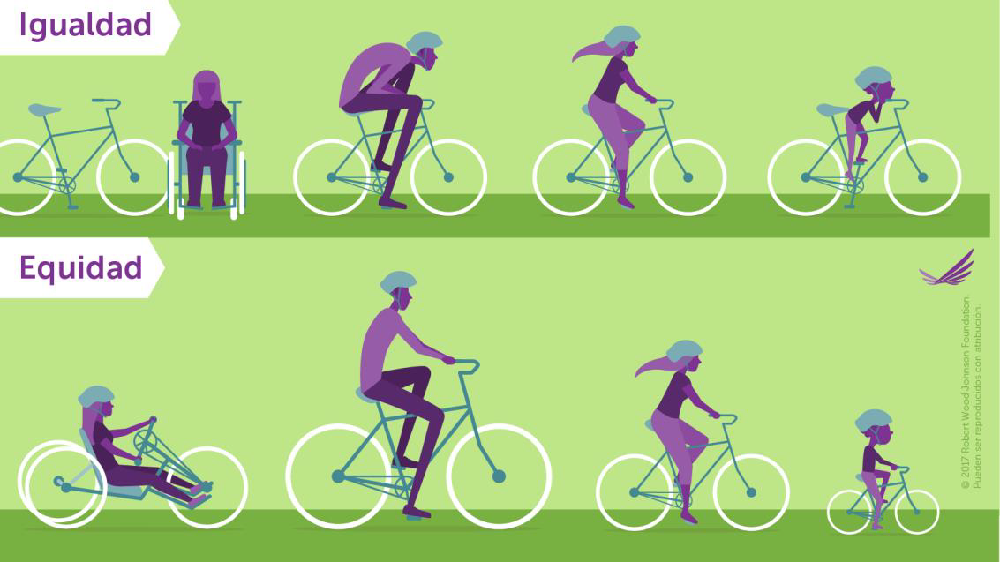 Igualdad
Equidad
© 2017 Robert Wood Johnson Foundation.
Pueden ser reproducidos con atribución.